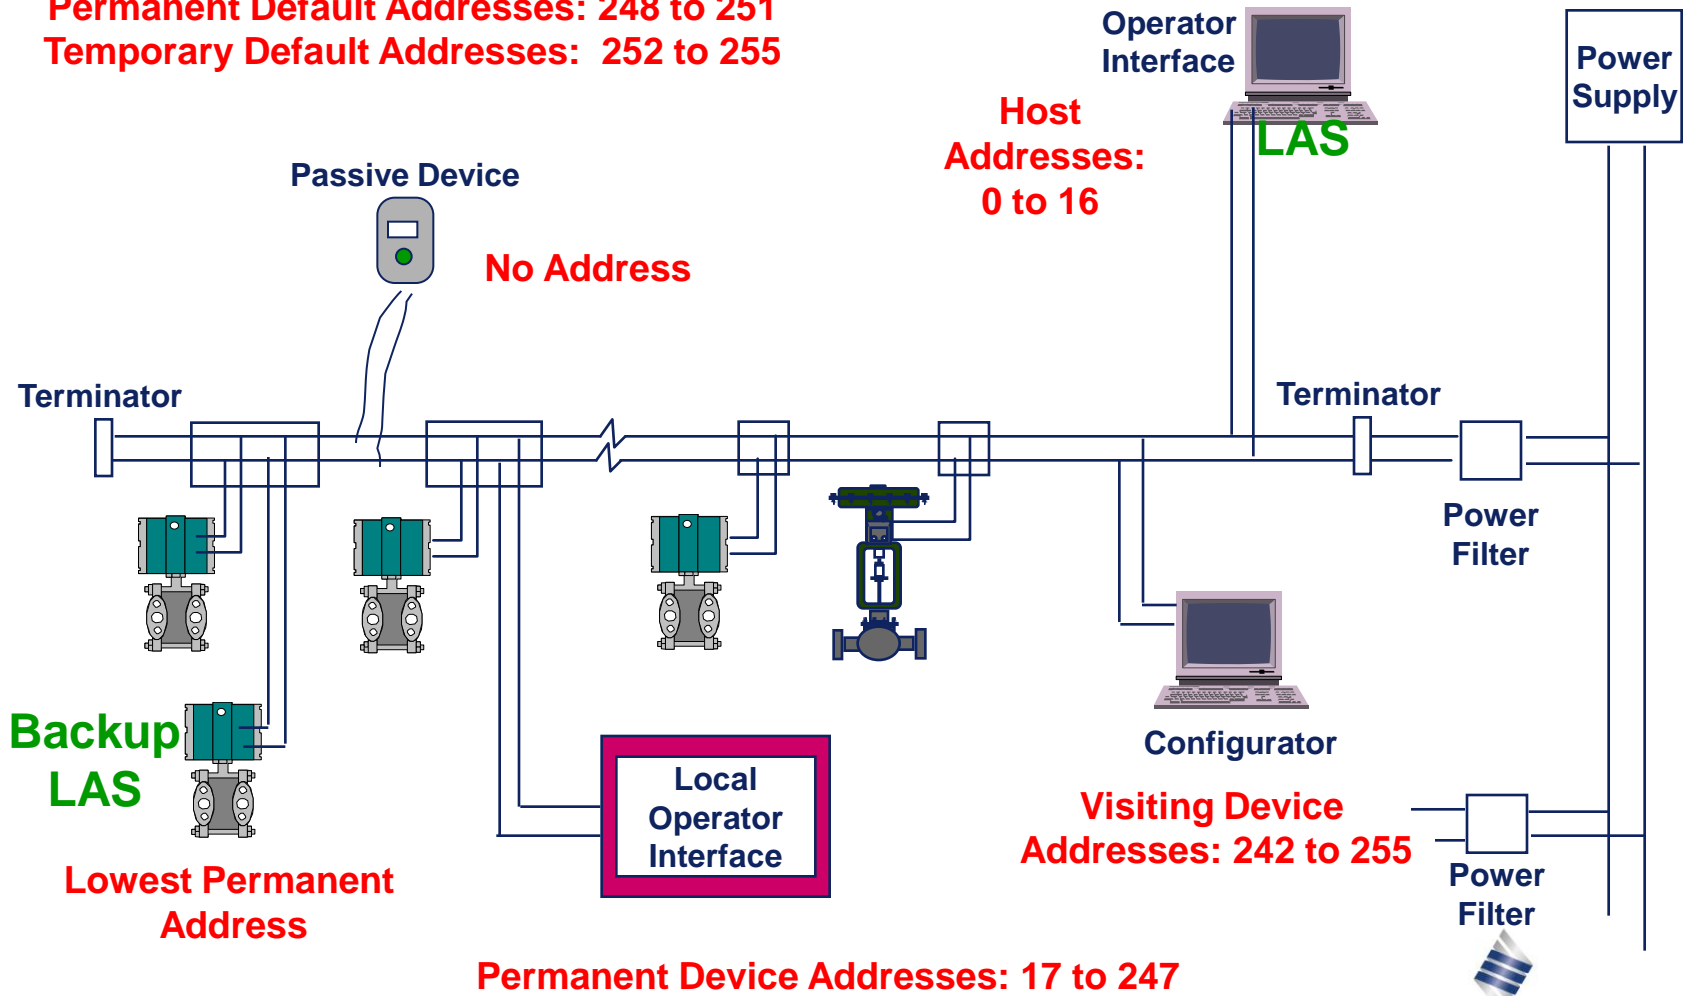 Permanent Default Addresses: 248 to 251
Temporary Default Addresses: 252 to 255
Operator
Interface
LAS
Power
Supply
Host
Addresses:
0 to 16
Passive Device
No Address
Terminator
Terminator
Power
Filter
Backup
LAS
Lowest Permanent
Address
Local
Operator
Interface
Configurator
Visiting Device
Addresses: 242 to 255
Power
Filter
Permanent Device Addresses: 17 to 247